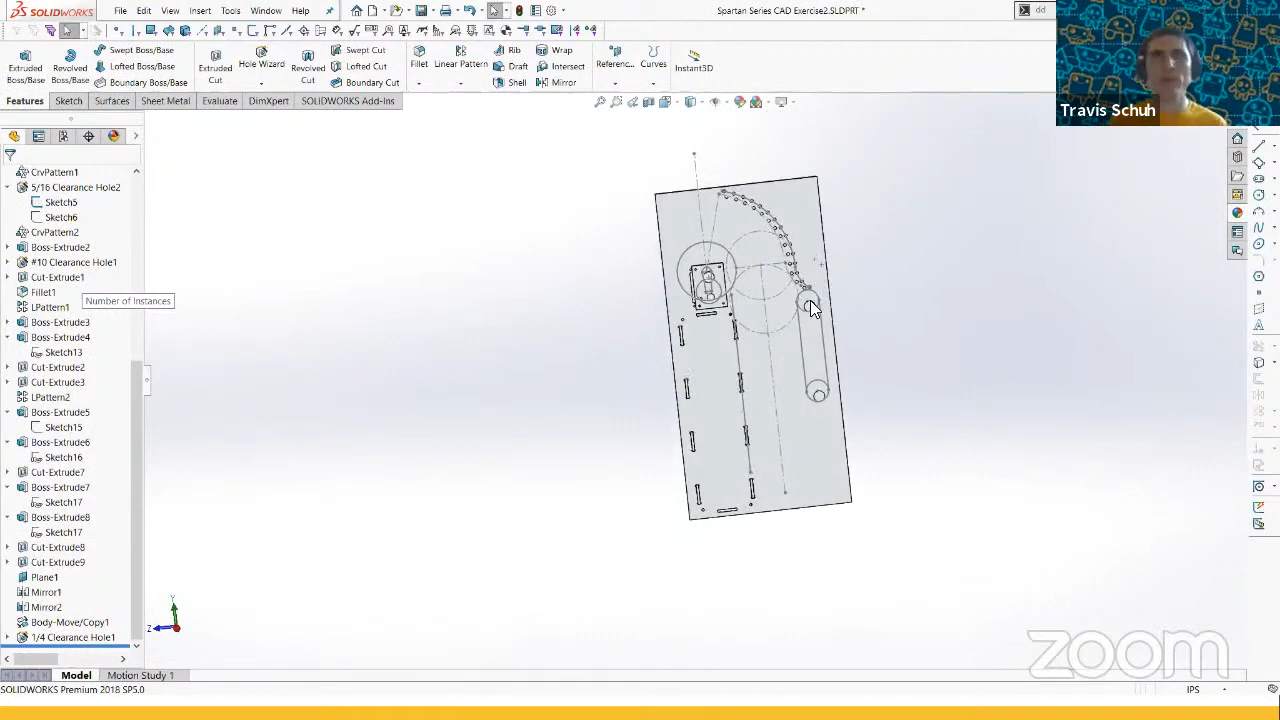 SOLIDWORKS
File Edit View Insert Tools Window Help
Spartan Series CAD Exercise2.SLDPRT *
dd
Extruded Boss/Base
Revolved Boss/Base
Swept Boss/Base
Lofted Boss/Base
Boundary Boss/Base
Extruded Cut
Hole Wizard
Revolved Cut
Swept Cut
Lofted Cut
Boundary Cut
Fillet
Linear Pattern
Rib
Draft
Shell
Wrap
Intersect
Mirror
Referenc...
Curves
Instant3D
Features Sketch Surfaces Sheet Metal Evaluate DimXpert SOLIDWORKS Add-Ins
Travis Schuh
CrvPattern1
5/16 Clearance Hole2
Sketch5
Sketch6
CrvPattern2
Boss-Extrude2
#10 Clearance Hole1
Cut-Extrude1
Fillet1
Number of Instances
LPattern1
Boss-Extrude3
Boss-Extrude4
Sketch13
Cut-Extrude2
Cut-Extrude3
LPattern2
Boss-Extrude5
Sketch15
Boss-Extrude6
Sketch16
Cut-Extrude7
Boss-Extrude7
Sketch17
Boss-Extrude8
Sketch17
Cut-Extrude8
Cut-Extrude9
Plane1
Mirror1
Mirror2
Body-Move/Copy1
1/4 Clearance Hole1
Y
Z
zoom
Model Motion Study 1
SOLIDWORKS Premium 2018 SP5.0
IPS